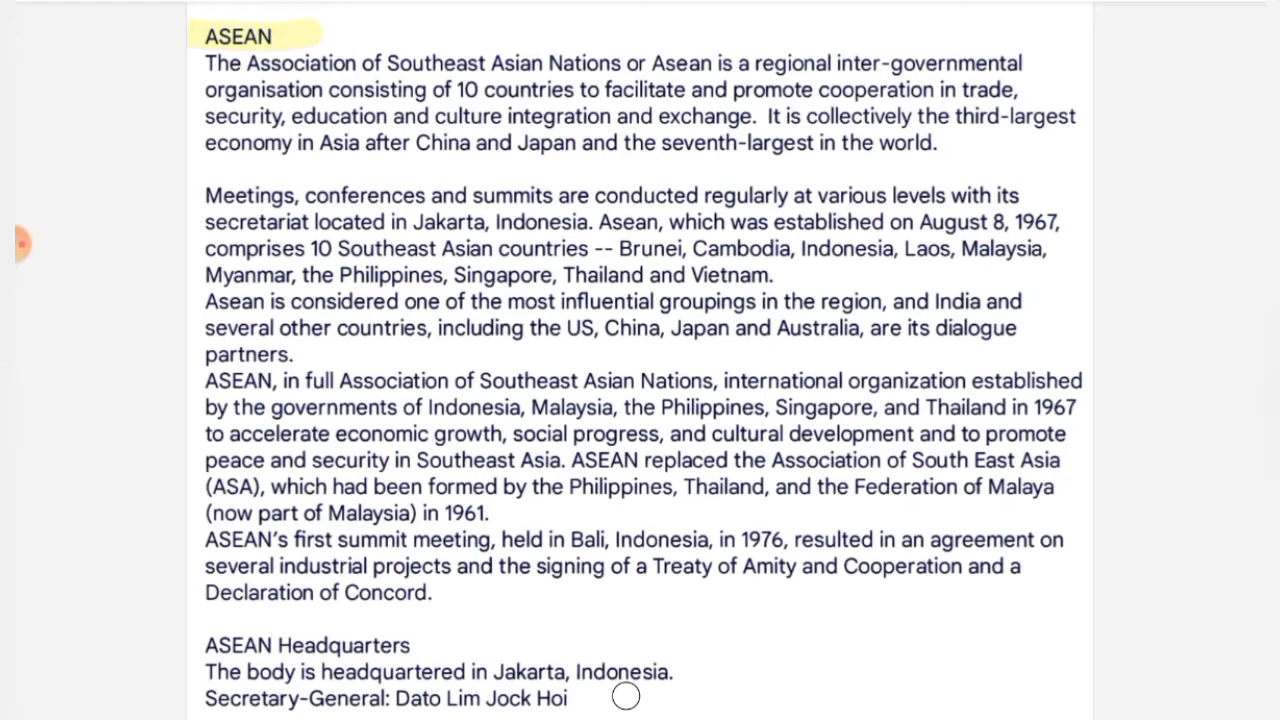 ASEAN
The Association of Southeast Asian Nations or Asean is a regional inter-governmental
organisation consisting of 10 countries to facilitate and promote cooperation in trade,
security, education and culture integration and exchange.  It is collectively the third-largest
economy in Asia after China and Japan and the seventh-largest in the world.
Meetings, conferences and summits are conducted regularly at various levels with its
secretariat located in Jakarta, Indonesia. Asean, which was established on August 8, 1967,
comprises 10 Southeast Asian countries -- Brunei, Cambodia, Indonesia, Laos, Malaysia,
Myanmar, the Philippines, Singapore, Thailand and Vietnam.
Asean is considered one of the most influential groupings in the region, and India and
several other countries, including the US, China, Japan and Australia, are its dialogue
partners.
ASEAN, in full Association of Southeast Asian Nations, international organization established
by the governments of Indonesia, Malaysia, the Philippines, Singapore, and Thailand in 1967
to accelerate economic growth, social progress, and cultural development and to promote
peace and security in Southeast Asia. ASEAN replaced the Association of South East Asia
(ASA), which had been formed by the Philippines, Thailand, and the Federation of Malaya
(now part of Malaysia) in 1961.
ASEAN’s first summit meeting, held in Bali, Indonesia, in 1976, resulted in an agreement on
several industrial projects and the signing of a Treaty of Amity and Cooperation and a
Declaration of Concord.
ASEAN Headquarters
The body is headquartered in Jakarta, Indonesia.
Secretary-General: Dato Lim Jock Hoi